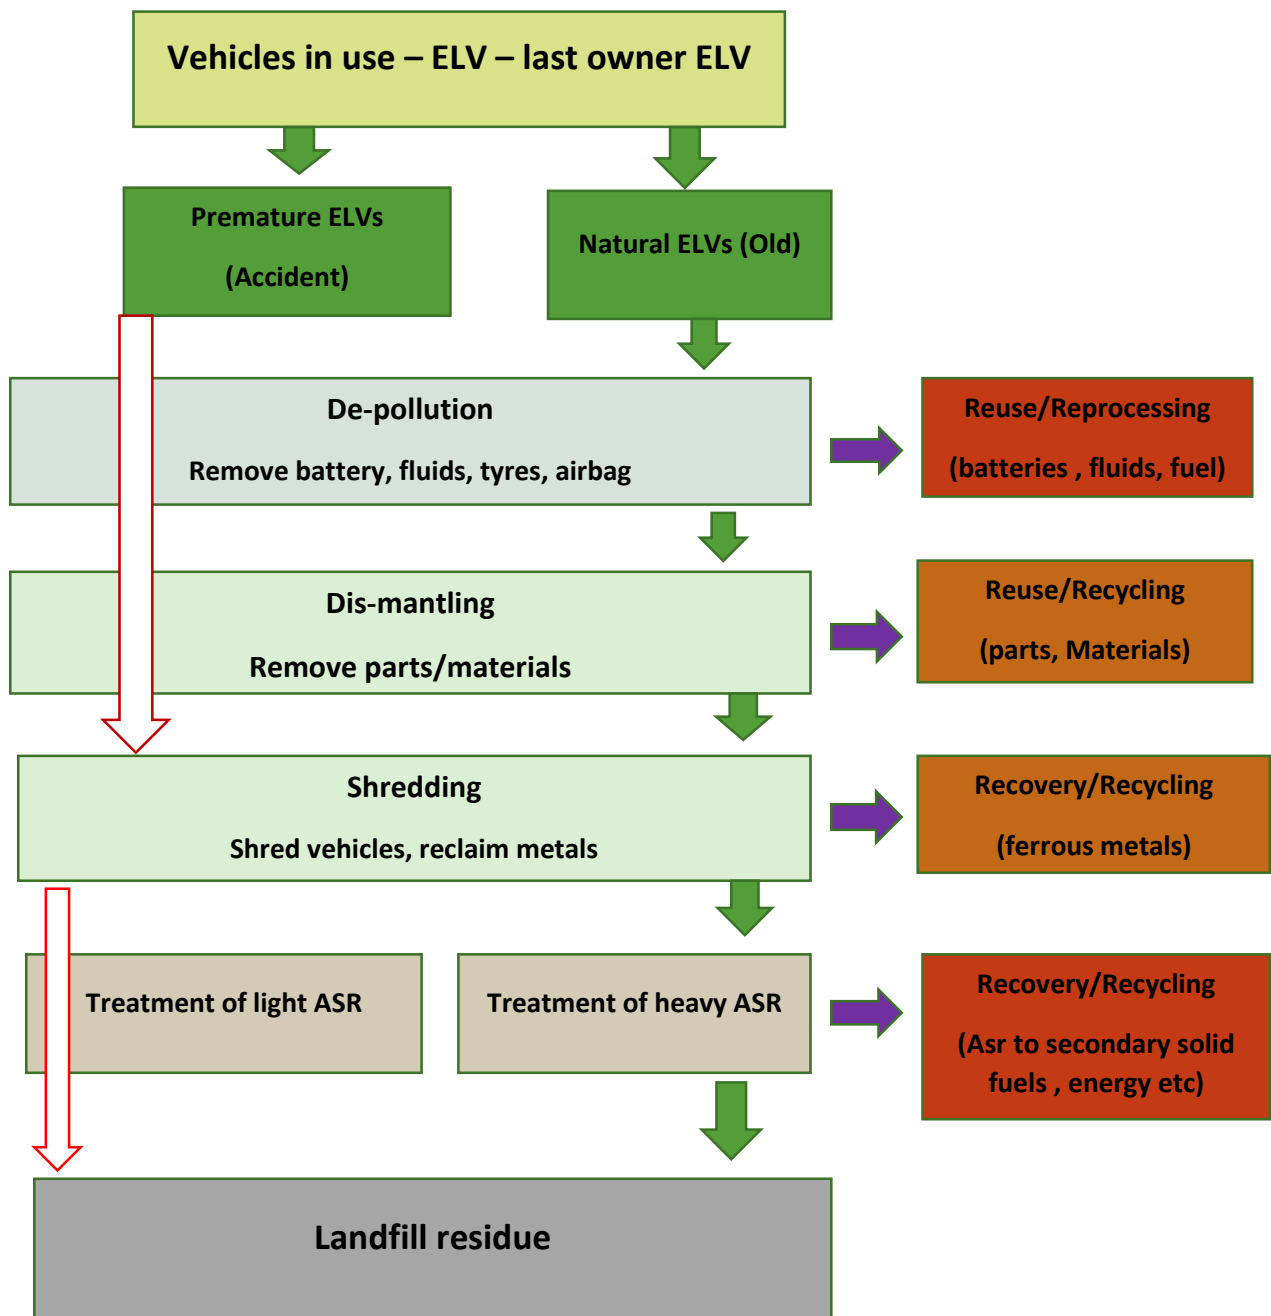 Vehicles in use – ELV – last owner ELV
Premature ELVs
(Accident)
Natural ELVs (Old)
De-pollution
Remove battery, fluids, tyres, airbag
Reuse/Reprocessing
(batteries , fluids, fuel)
Dis-mantling
Remove parts/materials
Reuse/Recycling
(parts, Materials)
Shredding
Shred vehicles, reclaim metals
Recovery/Recycling
(ferrous metals)
Treatment of light ASR
Treatment of heavy ASR
Recovery/Recycling
(Asr to secondary solid
fuels , energy etc)
Landfill residue